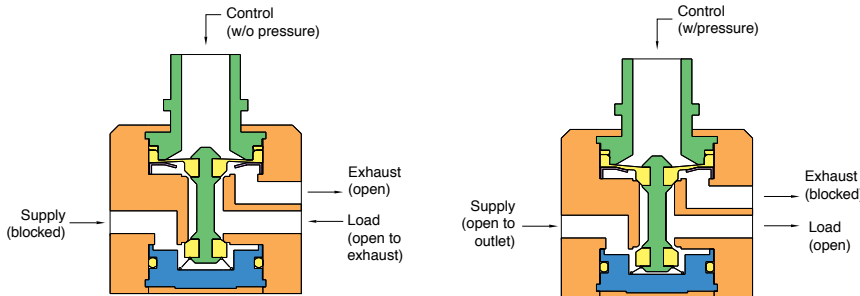 Control
(w/o pressure)
Exhaust
(open)
Supply
(blocked)
Load
(open to
exhaust)
Control
(w/pressure)
Exhaust
(blocked)
Supply
(open to
outlet)
Load
(open)